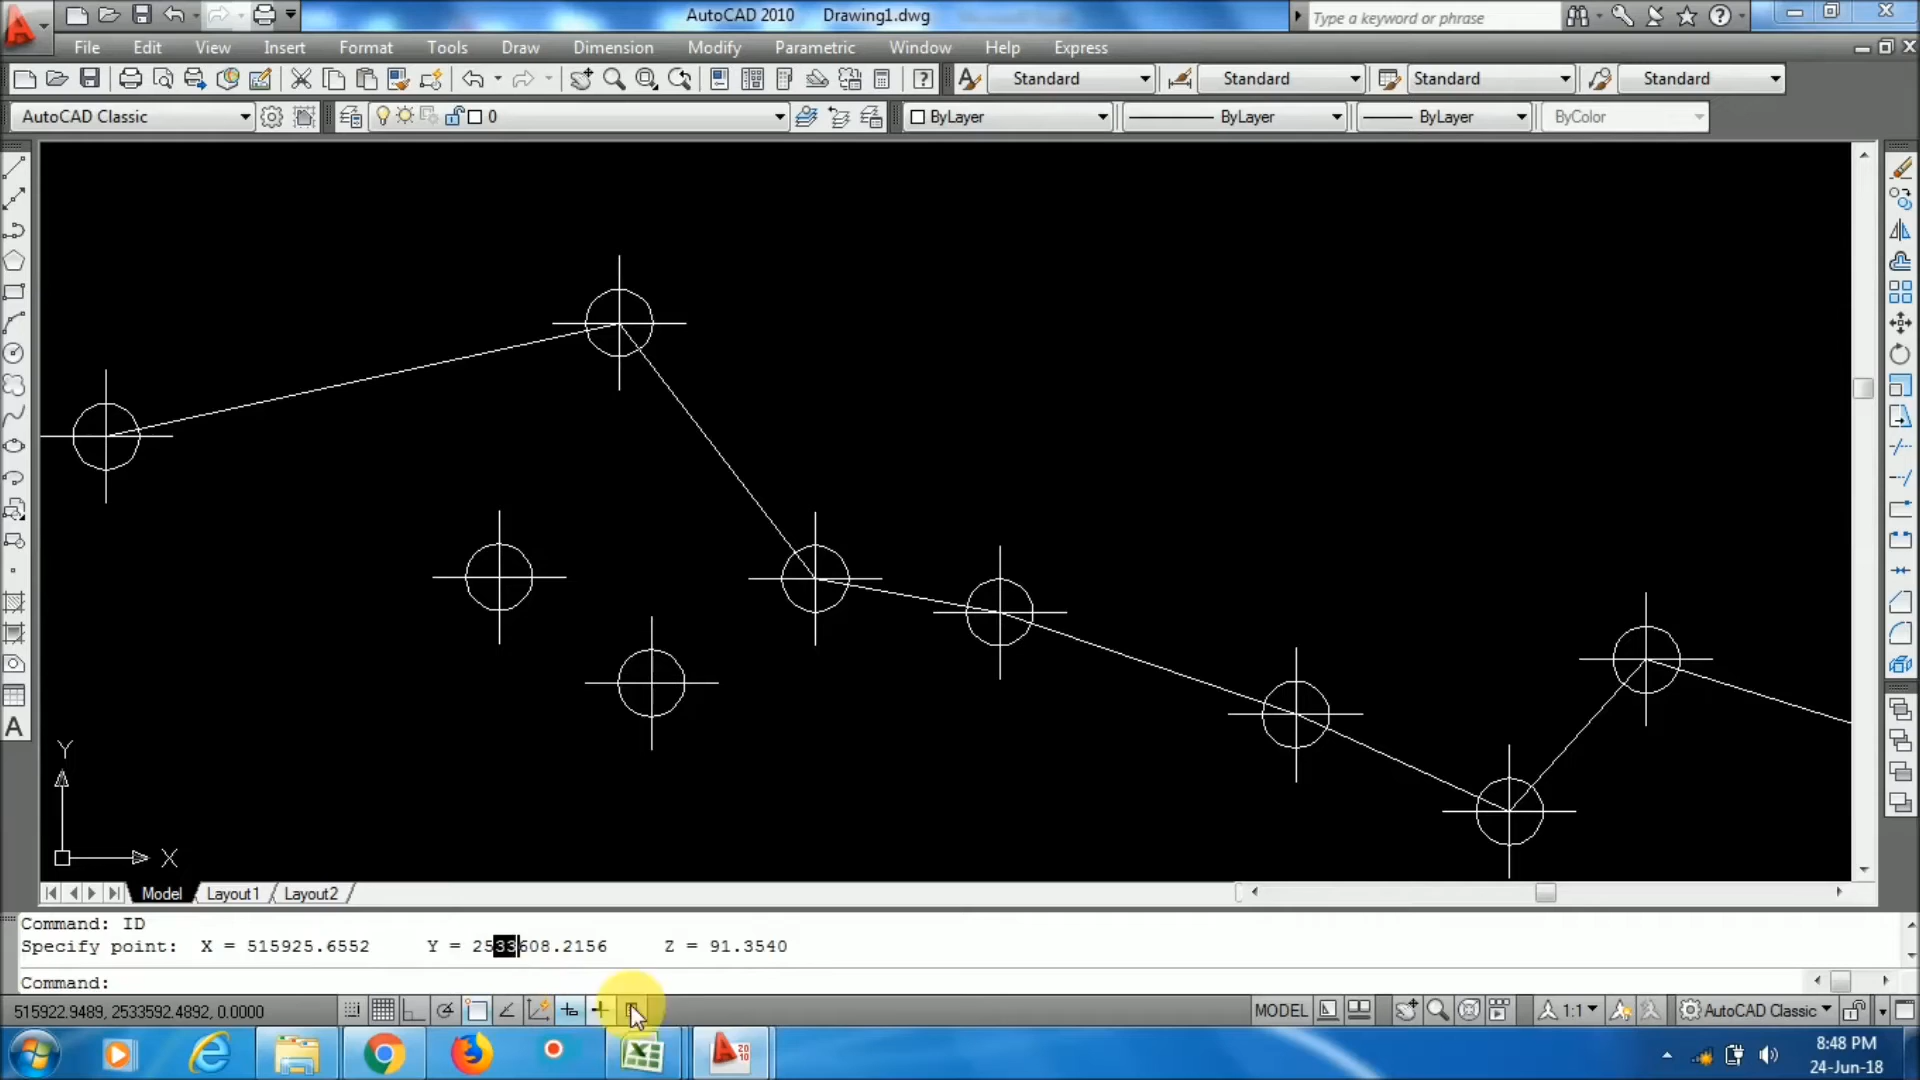 AutoCAD 2010 Drawing1.dwg
Type a keyword or phrase
File Edit View Insert Format Tools Draw Dimension Modify Parametric Window Help Express
Standard Standard Standard Standard
AutoCAD Classic 0 ByLayer ByLayer ByLayer ByColor
A
Y
X
Model Layout1 Layout2
Command: ID
Specify point: X = 515925.6552 Y = 2533608.2156 Z = 91.3540
Command:
515922.9489, 2533592.4892, 0.0000 MODEL 1:1 AutoCAD Classic
8:48 PM
24-Jun-18